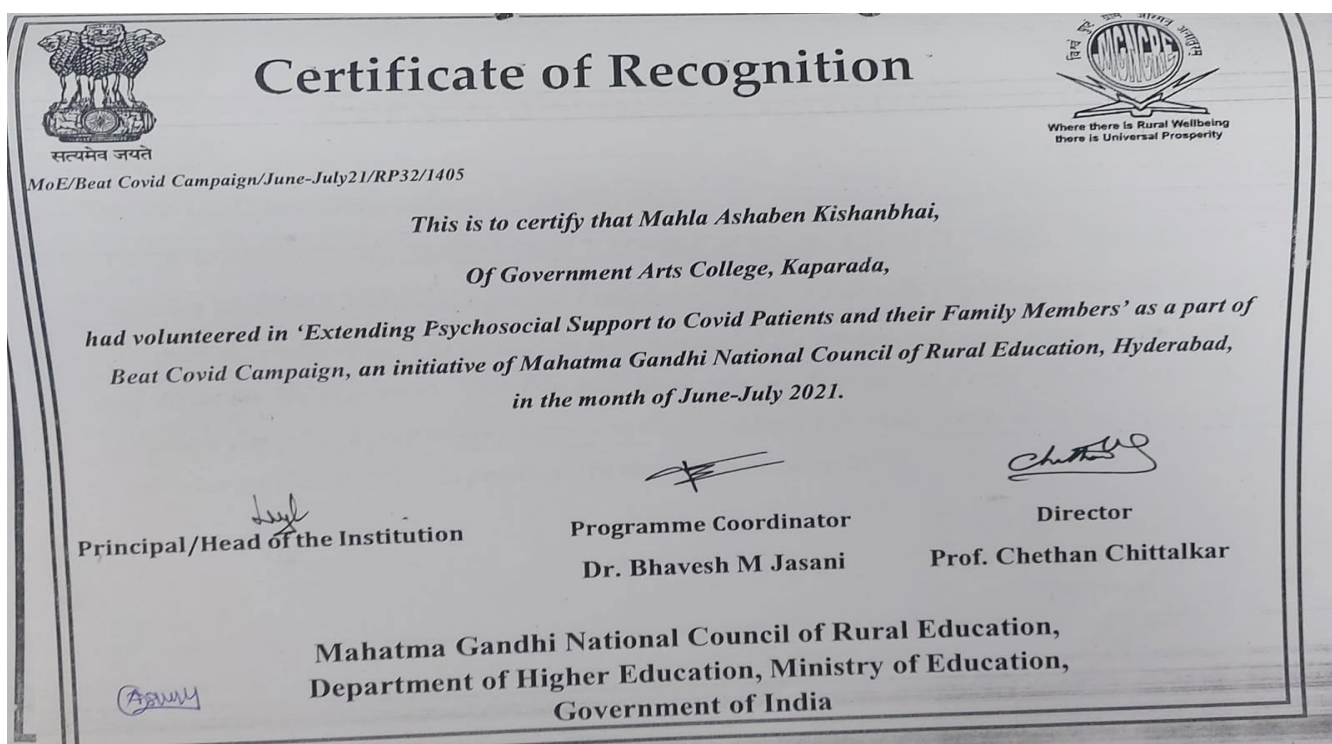 Certificate of Recognition
सत्यमेव जयते
MGNCRE
Where there is Rural Wellbeing
there is Universal Prosperity
MoE/Beat Covid Campaign/June-July21/RP32/1405
This is to certify that Mahla Ashaben Kishanbhai,
Of Government Arts College, Kaparada,
had volunteered in ‘Extending Psychosocial Support to Covid Patients and their Family Members’ as a part of
Beat Covid Campaign, an initiative of Mahatma Gandhi National Council of Rural Education, Hyderabad,
in the month of June-July 2021.
Principal/Head of the Institution
Programme Coordinator
Dr. Bhavesh M Jasani
Director
Prof. Chethan Chittalkar
Mahatma Gandhi National Council of Rural Education,
Department of Higher Education, Ministry of Education,
Government of India